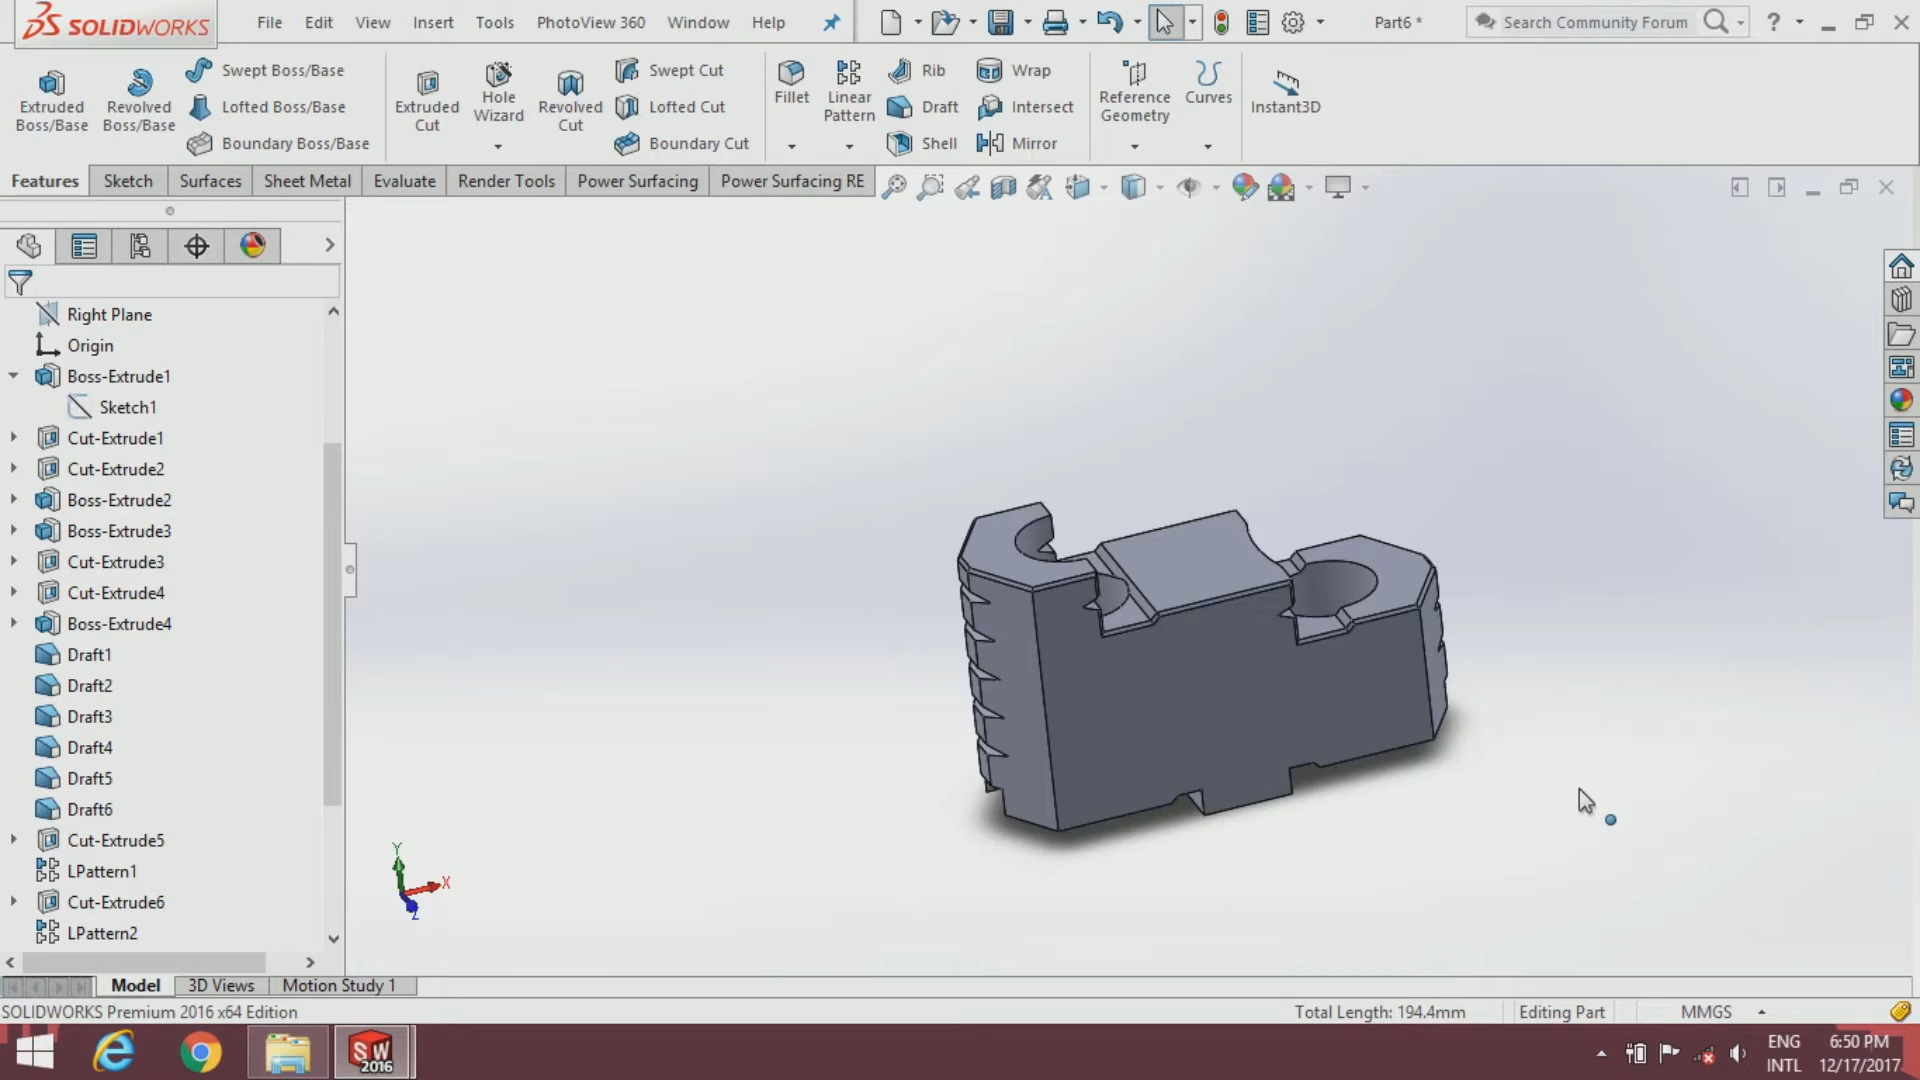 SOLIDWORKS
File Edit View Insert Tools PhotoView 360 Window Help
Part6 *
Search Community Forum
?
Extruded Boss/Base
Revolved Boss/Base
Swept Boss/Base
Lofted Boss/Base
Boundary Boss/Base
Extruded Cut
Hole Wizard
Revolved Cut
Swept Cut
Lofted Cut
Boundary Cut
Fillet
Linear Pattern
Rib
Draft
Shell
Wrap
Intersect
Mirror
Reference Geometry
Curves
Instant3D
Features Sketch Surfaces Sheet Metal Evaluate Render Tools Power Surfacing Power Surfacing RE
Right Plane
Origin
Boss-Extrude1
Sketch1
Cut-Extrude1
Cut-Extrude2
Boss-Extrude2
Boss-Extrude3
Cut-Extrude3
Cut-Extrude4
Boss-Extrude4
Draft1
Draft2
Draft3
Draft4
Draft5
Draft6
Cut-Extrude5
LPattern1
Cut-Extrude6
LPattern2
Y
X
Z
Model 3D Views Motion Study 1
SOLIDWORKS Premium 2016 x64 Edition
Total Length: 194.4mm Editing Part MMGS
SW
2016
ENG 6:50 PM
INTL 12/17/2017